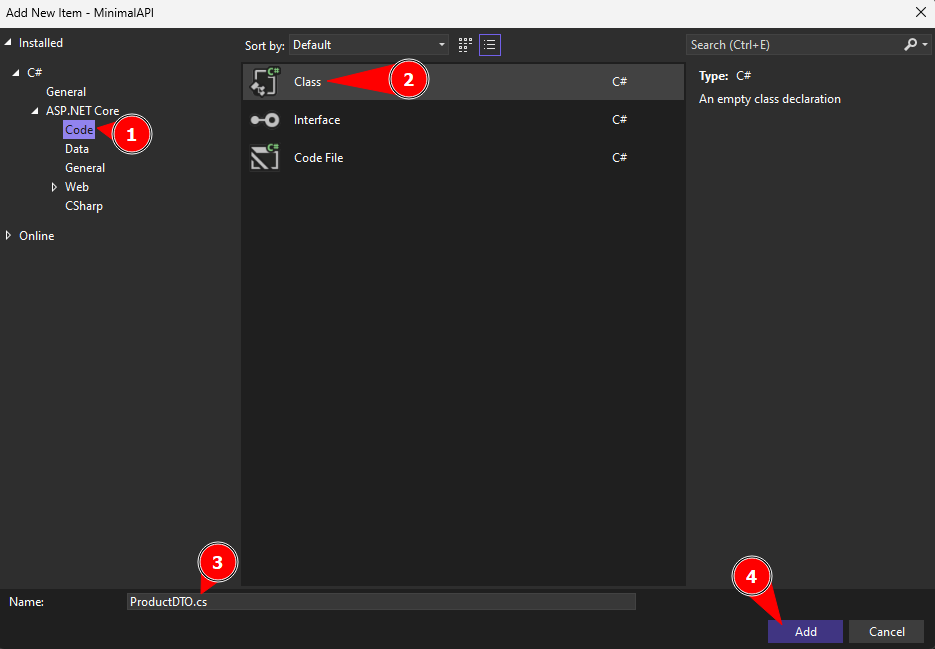 Add New Item - MinimalAPI
Installed
C#
General
ASP.NET Core
Code
1
Data
General
Web
CSharp
Online
Sort by: Default
Class C#
2
Interface C#
Code File C#
Search (Ctrl+E)
Type: C#
An empty class declaration
3
Name: ProductDTO.cs
4
Add Cancel